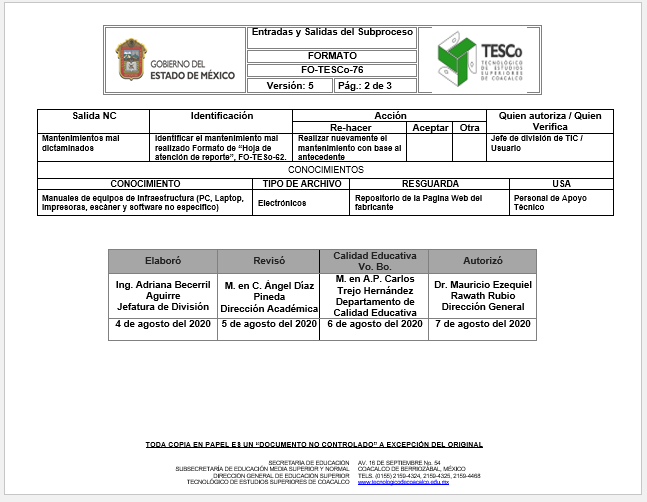 GOBIERNO DEL
ESTADO DE MÉXICO
Entradas y Salidas del Subproceso
FORMATO
FO-TESCo-76
Versión: 5
Pág.: 2 de 3
TESCo
TECNOLÓGICO
DE ESTUDIOS
SUPERIORES
DE COACALCO
Salida NC
Identificación
Acción
Quien autoriza / Quien
Verifica
Re-hacer
Aceptar
Otra
Mantenimientos mal
dictaminados
Identificar el mantenimiento mal
realizado Formato de “Hoja de
atención de reporte”, FO-TESo-62.
Realizar nuevamente el
mantenimiento con base al
antecedente
Jefe de división de TIC /
Usuario
CONOCIMIENTOS
CONOCIMIENTO
TIPO DE ARCHIVO
RESGUARDA
USA
Manuales de equipos de infraestructura (PC, Laptop,
impresoras, escáner y software no especifico)
Electrónicos
Repositorio de la Pagina Web del
fabricante
Personal de Apoyo
Técnico
Elaboró
Revisó
Calidad Educativa
Vo. Bo.
Autorizó
Ing. Adriana Becerril
Aguirre
Jefatura de División
M. en C. Ángel Díaz
Pineda
Dirección Académica
M. en A.P. Carlos
Trejo Hernández
Departamento de
Calidad Educativa
Dr. Mauricio Ezequiel
Rawath Rubio
Dirección General
4 de agosto del 2020
5 de agosto del 2020
6 de agosto del 2020
7 de agosto del 2020
TODA COPIA EN PAPEL ES UN “DOCUMENTO NO CONTROLADO” A EXCEPCIÓN DEL ORIGINAL
SECRETARÍA DE EDUCACIÓN
SUBSECRETARÍA DE EDUCACIÓN MEDIA SUPERIOR Y NORMAL
DIRECCIÓN GENERAL DE EDUCACIÓN SUPERIOR
TECNOLÓGICO DE ESTUDIOS SUPERIORES DE COACALCO
AV. 16 DE SEPTIEMBRE No. 54
COACALCO DE BERRIOZÁBAL, MÉXICO
TELS. (0155) 2159-4324, 2159-4325, 2159-4468
www.tecnologicodecoacalco.edu.mx